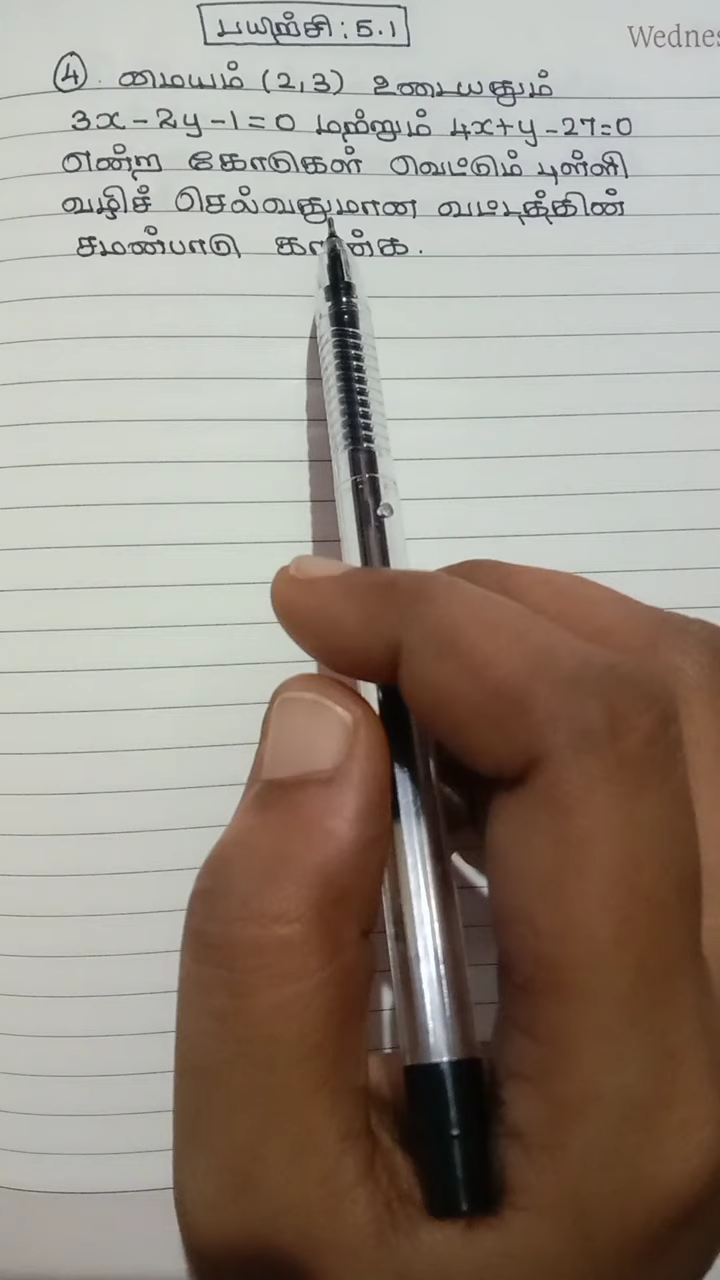 பயிற்சி : 5.1
④. மையம் (2,3) உடையதும்
3x - 2y - 1 = 0 மற்றும் 4x + y - 27 = 0
என்ற கோடுகள் வெட்டும் புள்ளி
வழிச் செல்வதுமான வட்டத்தின்
சமன்பாடு காண்க.